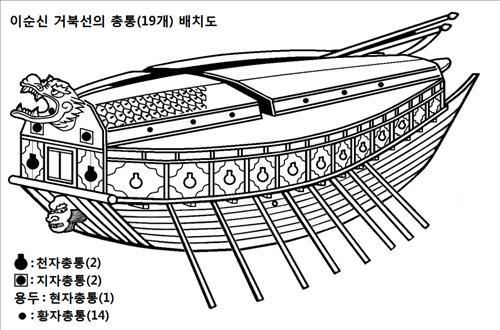 이순신 거북선의 총통(19개) 배치도
: 천자총통(2)
: 지자총통(2)
용두 : 현자총통(1)
: 황자총통(14)